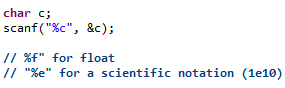 char c;
scanf("%c", &c);
// %f" for float
// "%e" for a scientific notation (1e10)